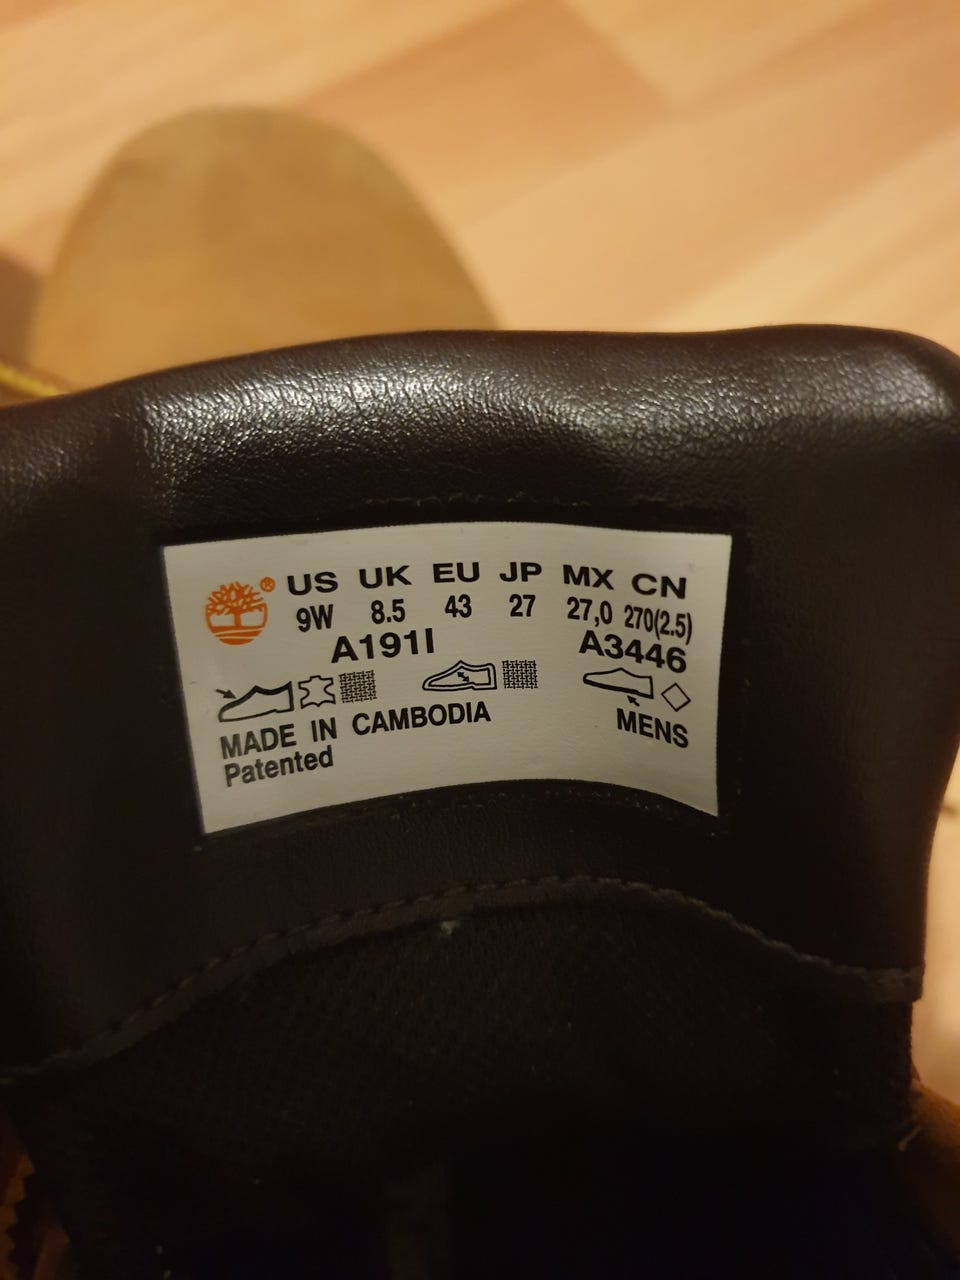 ® US UK EU JP MX CN
9W 8.5 43 27 27,0 270(2.5)
A191I A3446
MADE IN CAMBODIA MENS
Patented